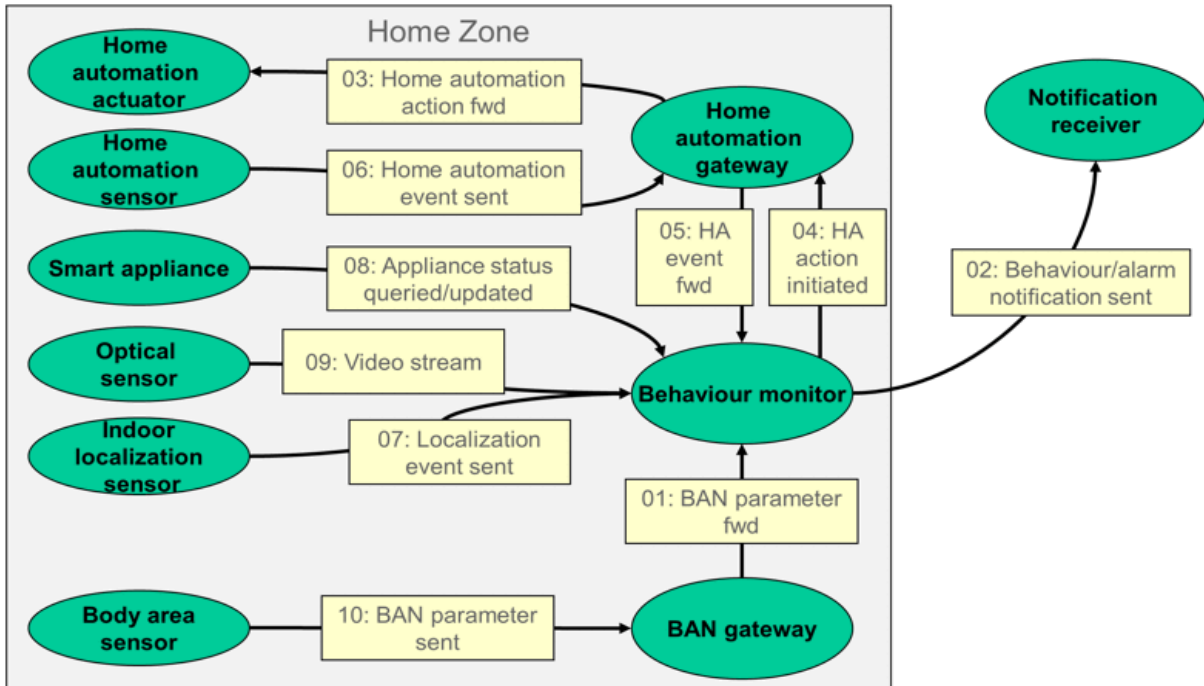 Home Zone
Home
automation
actuator
03: Home automation
action fwd
Home
automation
gateway
Notification
receiver
Home
automation
sensor
06: Home automation
event sent
05: HA
event
fwd
04: HA
action
initiated
02: Behaviour/alarm
notification sent
Smart appliance
08: Appliance status
queried/updated
Optical
sensor
09: Video stream
Behaviour monitor
Indoor
localization
sensor
07: Localization
event sent
01: BAN parameter
fwd
Body area
sensor
10: BAN parameter
sent
BAN gateway